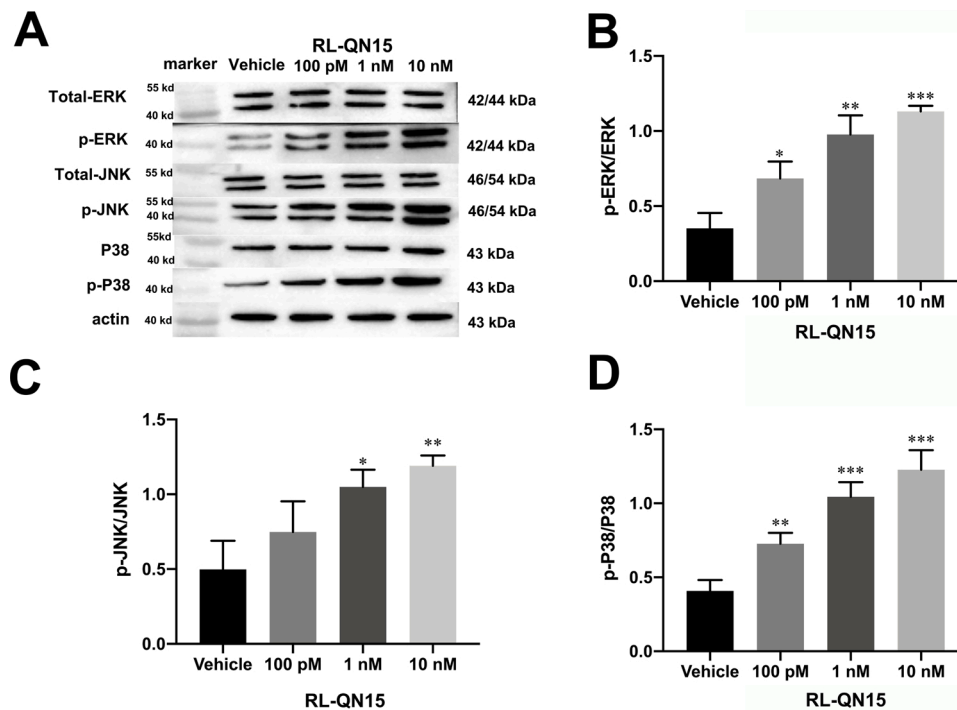 A
RL-QN15
marker Vehicle 100 pM 1 nM 10 nM
Total-ERK 55 kd 40 kd 42/44 kDa
p-ERK 40 kd 42/44 kDa
Total-JNK 55 kd 46/54 kDa
p-JNK 55 kd 40 kd 46/54 kDa
P38 55kd 40 kd 43 kDa
p-P38 40 kd 43 kDa
actin 40 kd 43 kDa
B
p-ERK/ERK
1.5
1.0
0.5
0.0
* ** ***
Vehicle 100 pM 1 nM 10 nM
RL-QN15
C
p-JNK/JNK
1.5
1.0
0.5
0.0
* **
Vehicle 100 pM 1 nM 10 nM
RL-QN15
D
p-P38/P38
1.5
1.0
0.5
0.0
** *** ***
Vehicle 100 pM 1 nM 10 nM
RL-QN15